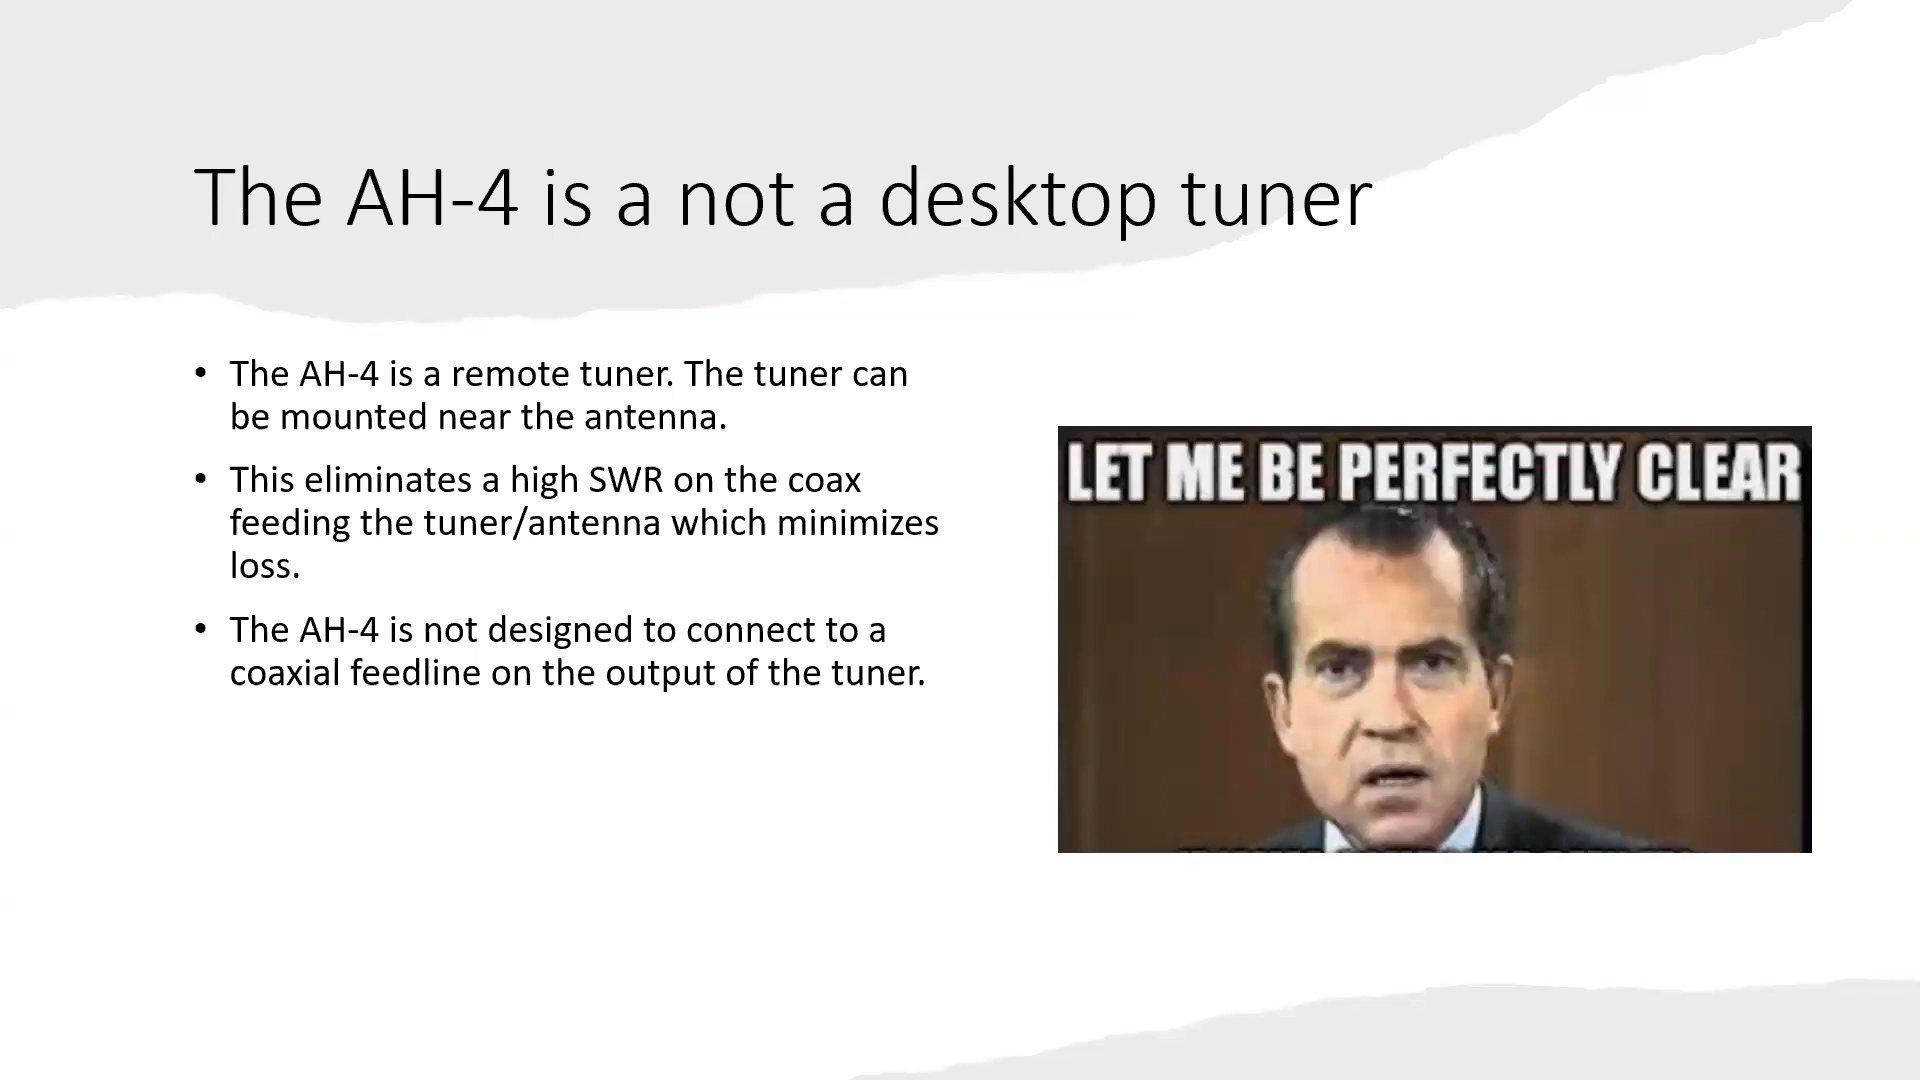 The AH-4 is a not a desktop tuner
• The AH-4 is a remote tuner. The tuner can
be mounted near the antenna.
• This eliminates a high SWR on the coax
feeding the tuner/antenna which minimizes
loss.
• The AH-4 is not designed to connect to a
coaxial feedline on the output of the tuner.
LET ME BE PERFECTLY CLEAR